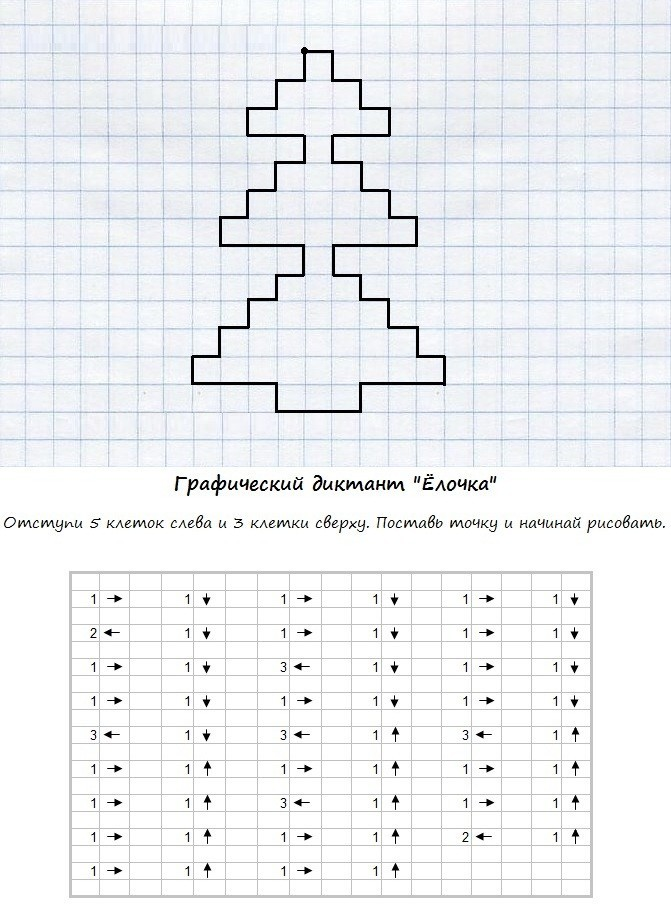 Графический диктант "Ёлочка"
Отступи 5 клеток слева и 3 клетки сверху. Поставь точку и начинай рисовать.
1 → 1 ↓ 1 → 1 ↓ 1 → 1 ↓
2 ← 1 ↓ 1 → 1 ↓ 1 → 1 ↓
1 → 1 ↓ 3 ← 1 ↓ 1 → 1 ↓
1 → 1 ↓ 1 → 1 ↓ 1 → 1 ↓
3 ← 1 ↓ 3 ← 1 ↑ 3 ← 1 ↑
1 → 1 ↑ 1 → 1 ↑ 1 → 1 ↑
1 → 1 ↑ 3 ← 1 ↑ 1 → 1 ↑
1 → 1 ↑ 1 → 1 ↑ 2 ← 1 ↑
1 → 1 ↑ 1 → 1 ↑